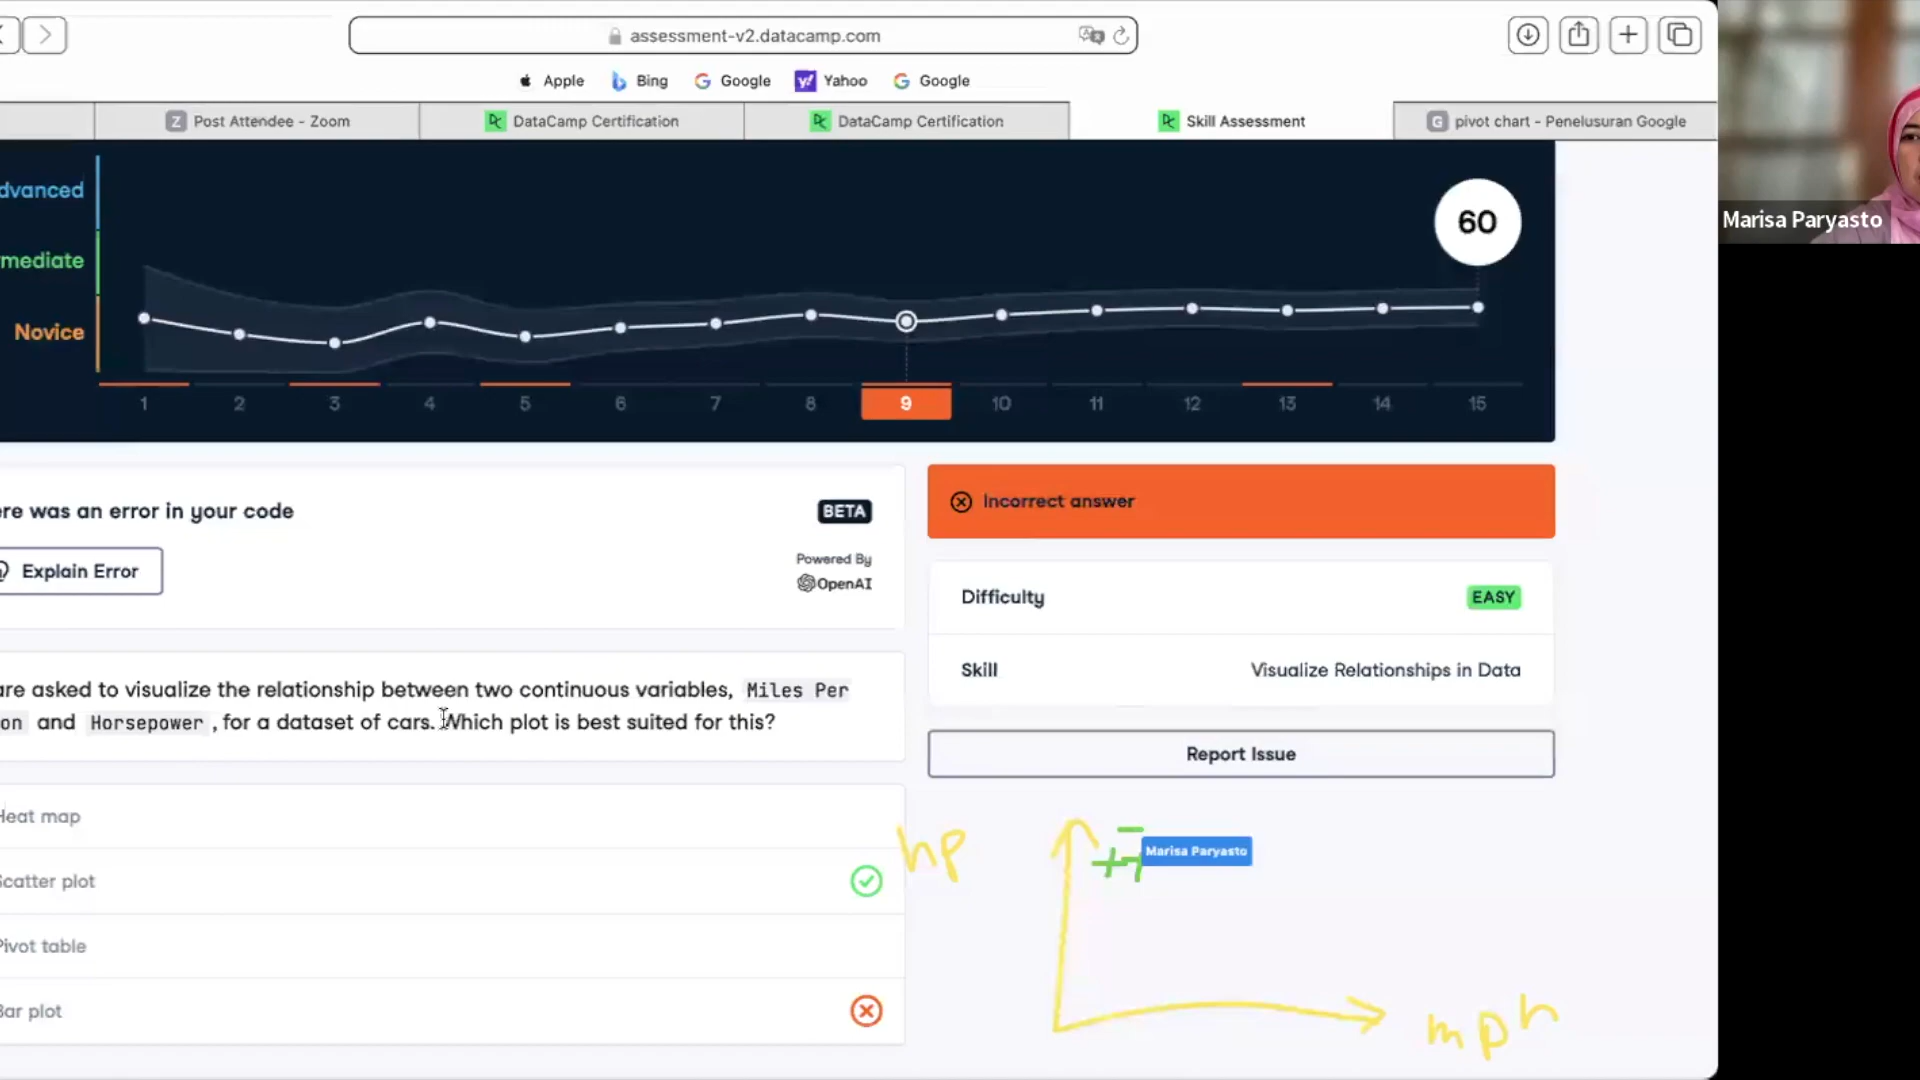 assessment-v2.datacamp.com
Apple Bing Google Yahoo Google
Post Attendee - Zoom DataCamp Certification DataCamp Certification Skill Assessment pivot chart - Penelusuran Google
dvanced
rmediate
Novice
60
1 2 3 4 5 6 7 8 9 10 11 12 13 14 15
Marisa Paryasto
ere was an error in your code
BETA
Explain Error
Powered By
OpenAI
Incorrect answer
Difficulty EASY
Skill Visualize Relationships in Data
Report Issue
are asked to visualize the relationship between two continuous variables, Miles Per
on and Horsepower , for a dataset of cars. Which plot is best suited for this?
Heat map
Scatter plot
Pivot table
Bar plot
hp
Marisa Paryasto
mph